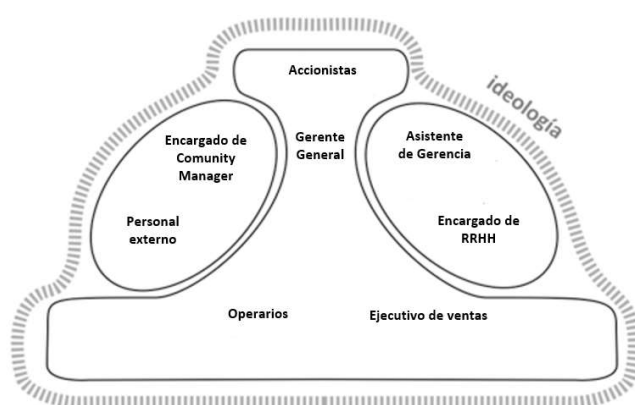 Accionistas
ideología
Encargado de
Comunity
Manager
Gerente
General
Asistente
de Gerencia
Personal
externo
Encargado de
RRHH
Operarios
Ejecutivo de ventas